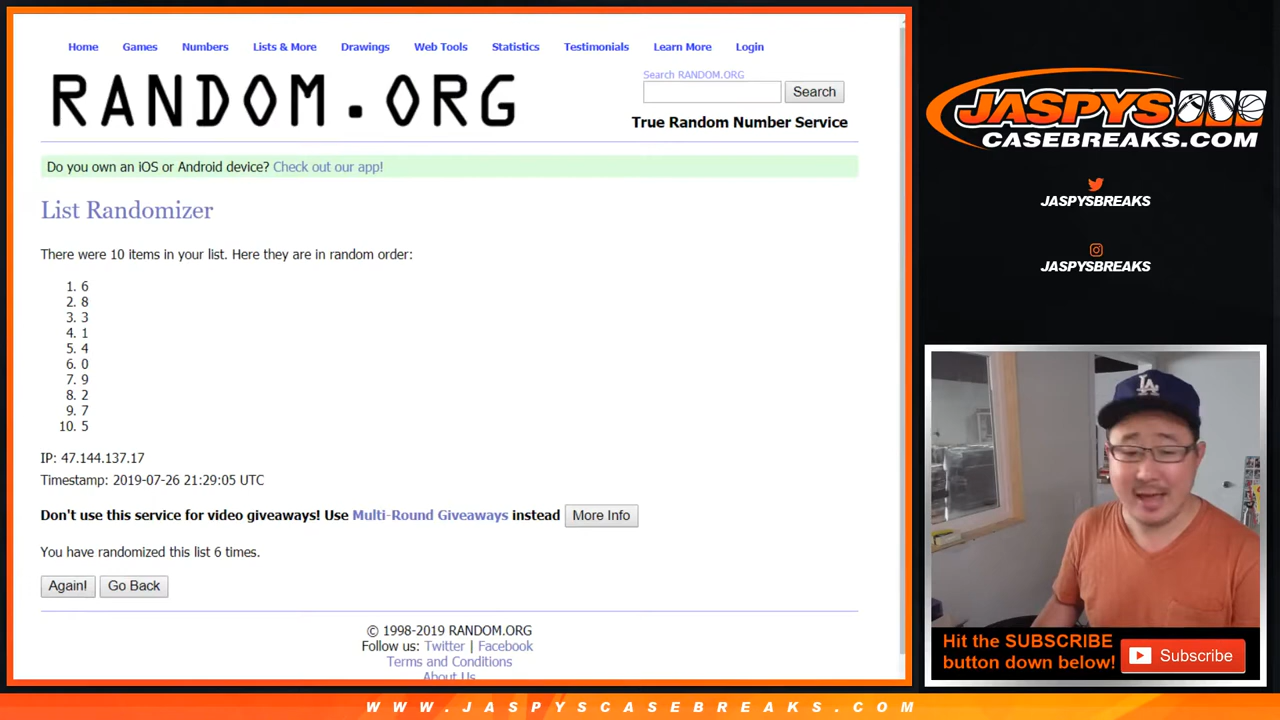 Home Games Numbers Lists & More Drawings Web Tools Statistics Testimonials Learn More Login
RANDOM.ORG
Search RANDOM.ORG
Search
True Random Number Service
Do you own an iOS or Android device? Check out our app!
List Randomizer
There were 10 items in your list. Here they are in random order:
1. 6
2. 8
3. 3
4. 1
5. 4
6. 0
7. 9
8. 2
9. 7
10. 5
IP: 47.144.137.17
Timestamp: 2019-07-26 21:29:05 UTC
Don't use this service for video giveaways! Use Multi-Round Giveaways instead More Info
You have randomized this list 6 times.
Again! Go Back
© 1998-2019 RANDOM.ORG
Follow us: Twitter | Facebook
Terms and Conditions
About Us
JASPYS
CASEBREAKS.COM
JASPYSBREAKS
JASPYSBREAKS
LA
Hit the SUBSCRIBE
button down below!
Subscribe
WWW.JASPYSCASEBREAKS.COM